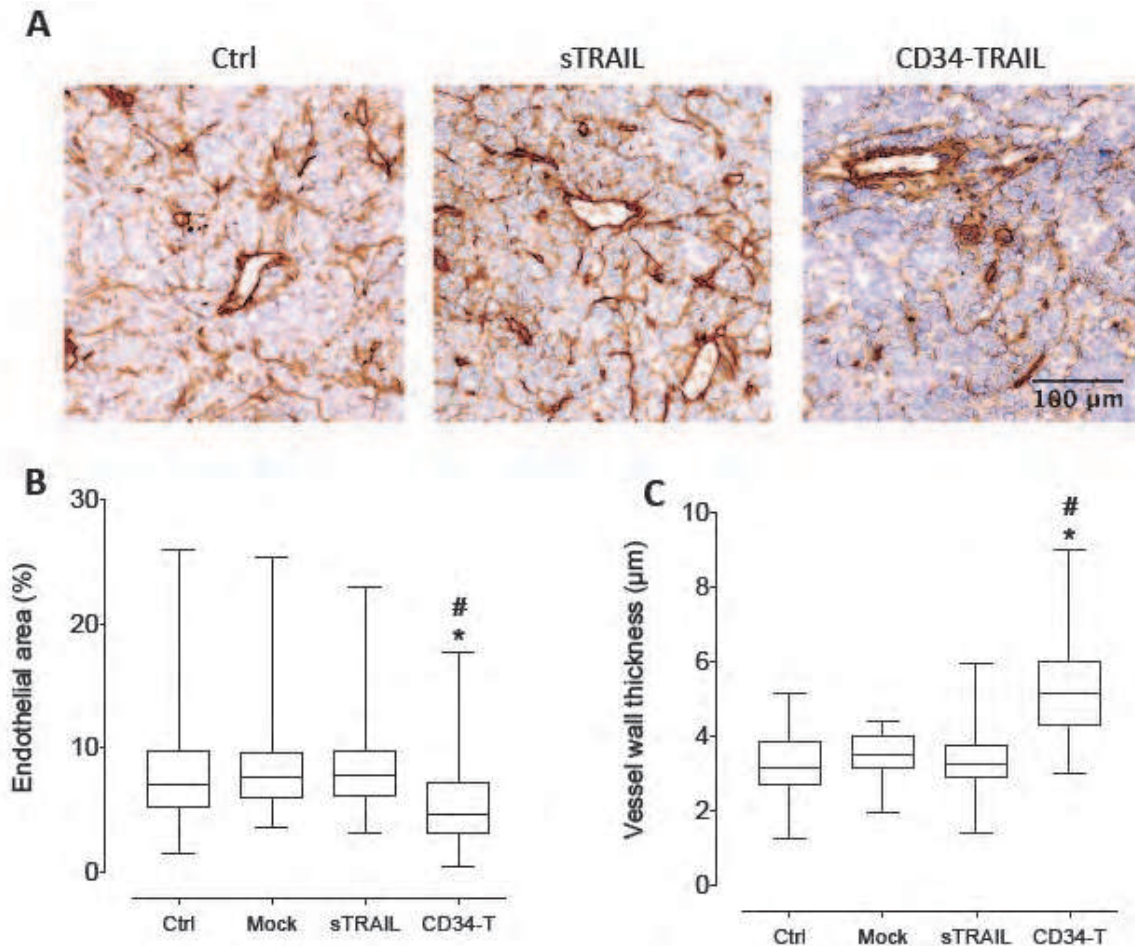 A
Ctrl sTRAIL CD34-TRAIL
100 µm
B
Endothelial area (%)
30
20
10
0
#
*
Ctrl Mock sTRAIL CD34-T
C
Vessel wall thickness (µm)
10
8
6
4
2
0
#
*
Ctrl Mock sTRAIL CD34-T